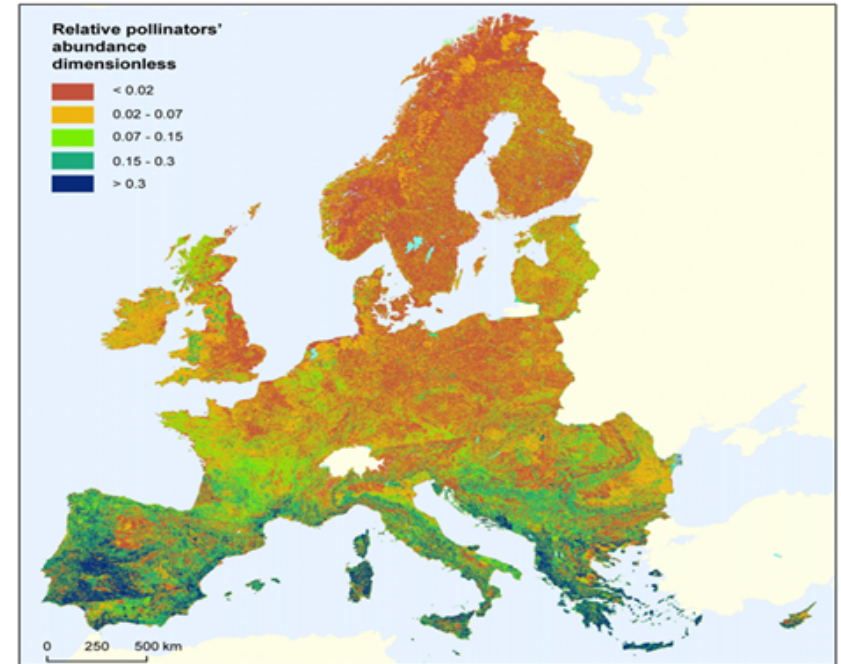 Relative pollinators'
abundance
dimensionless
< 0.02
0.02 - 0.07
0.07 - 0.15
0.15 - 0.3
> 0.3
0 250 500 km